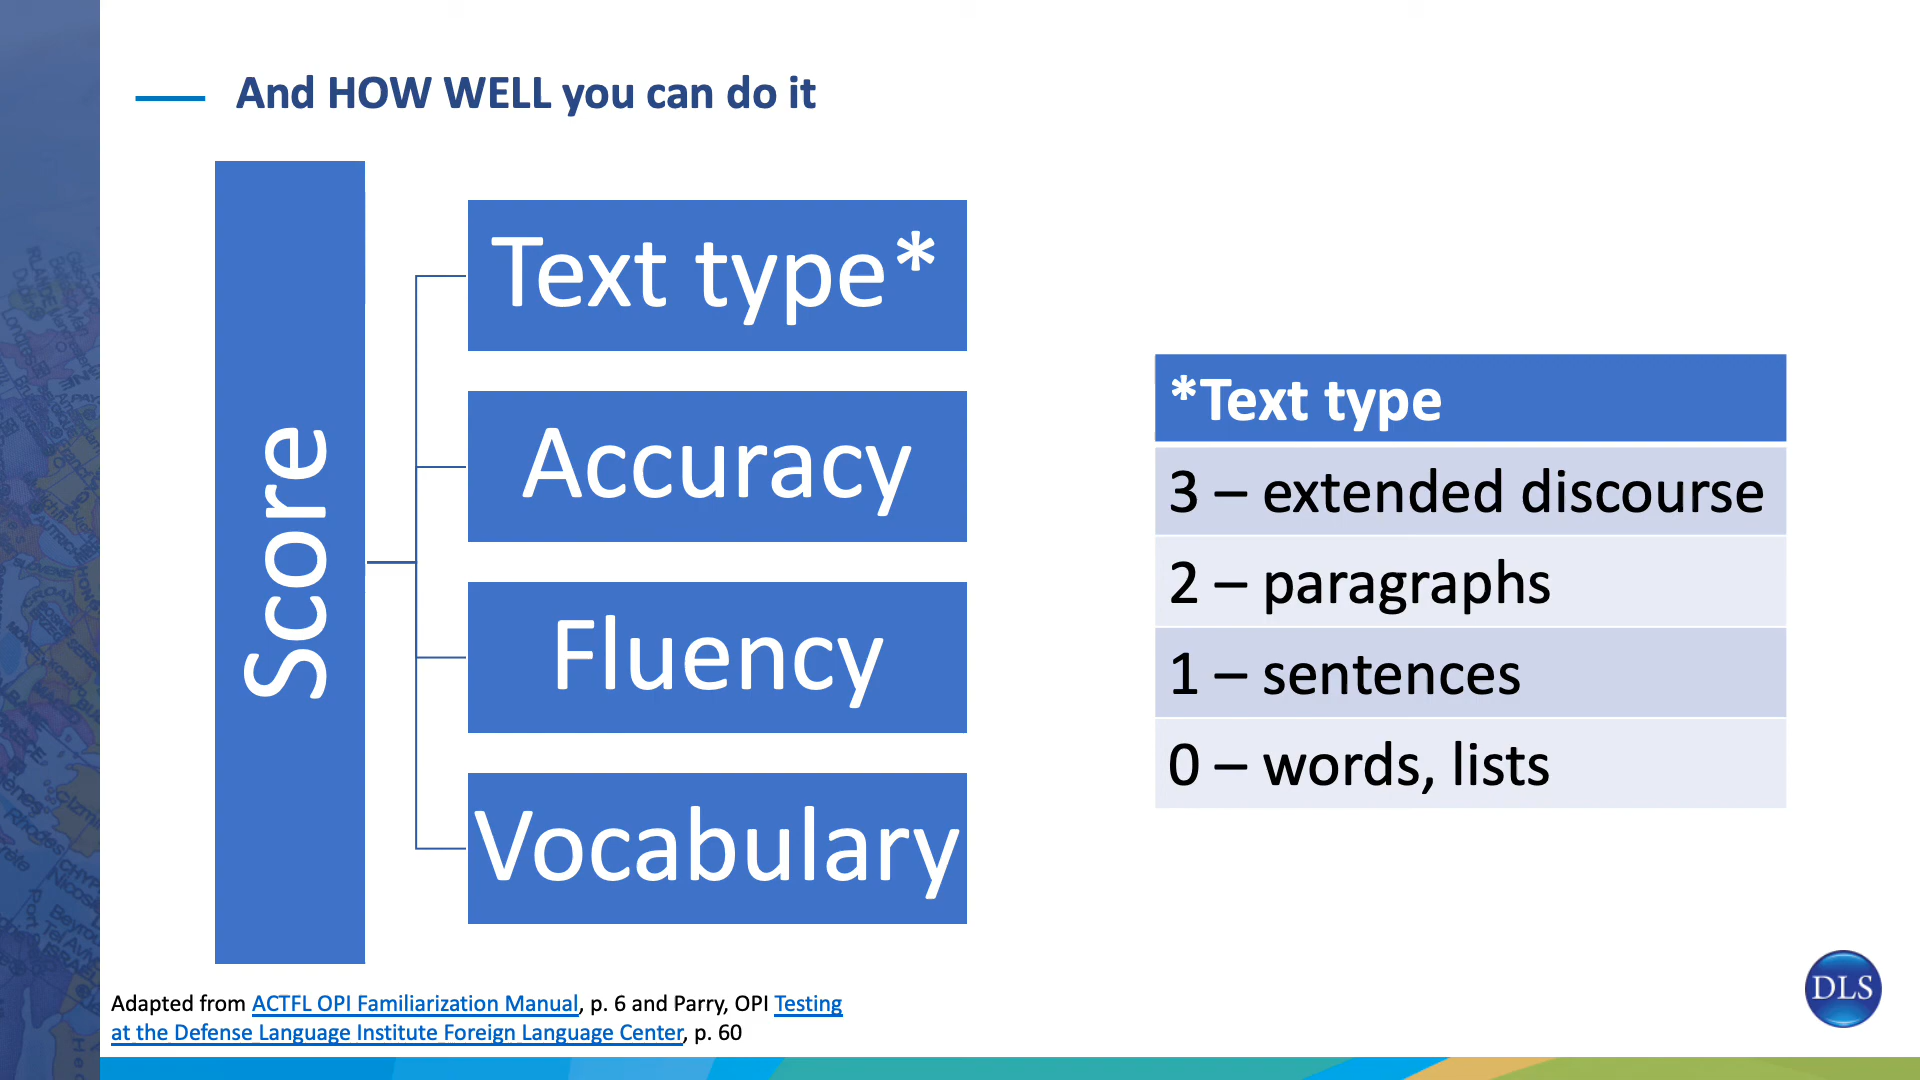 And HOW WELL you can do it
Score
Text type*
Accuracy
Fluency
Vocabulary
*Text type
3 – extended discourse
2 – paragraphs
1 – sentences
0 – words, lists
Adapted from ACTFL OPI Familiarization Manual, p. 6 and Parry, OPI Testing
at the Defense Language Institute Foreign Language Center, p. 60
DLS